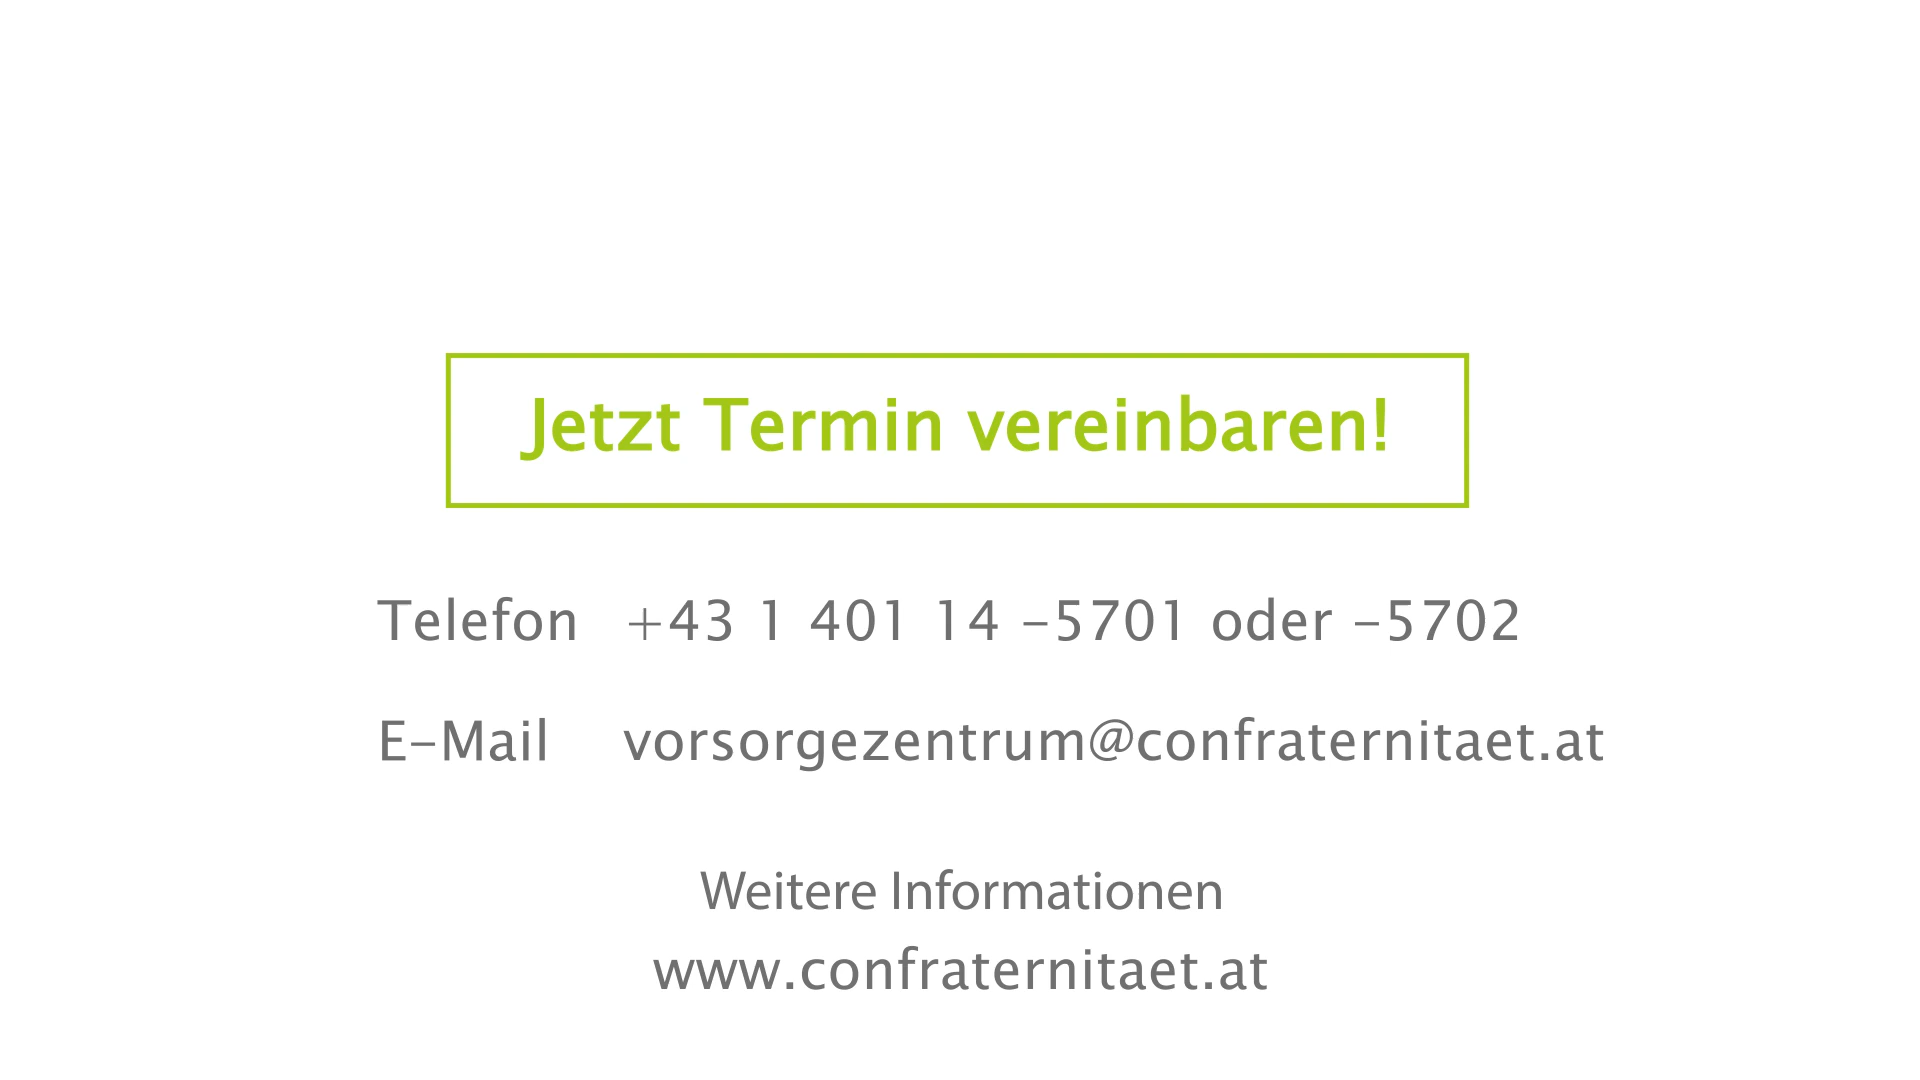 Jetzt Termin vereinbaren!
Telefon +43 1 401 14 -5701 oder -5702
E-Mail vorsorgezentrum@confraternitaet.at
Weitere Informationen
www.confraternitaet.at